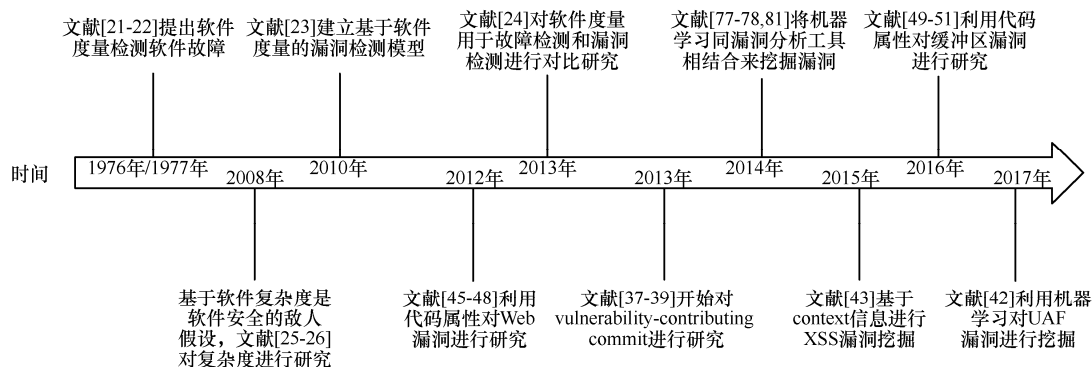 文献[21-22]提出软件
度量检测软件故障
文献[23]建立基于软件
度量的漏洞检测模型
文献[24]对软件度量
用于故障检测和漏洞
检测进行对比研究
文献[77-78,81]将机器
学习同漏洞分析工具
相结合来挖掘漏洞
文献[49-51]利用代码
属性对缓冲区漏洞
进行研究
时间
1976年/1977年
2008年
2010年
2012年
2013年
2013年
2014年
2015年
2016年
2017年
基于软件复杂度是
软件安全的敌人
假设，文献[25-26]
对复杂度进行研究
文献[45-48]利用
代码属性对Web
漏洞进行研究
文献[37-39]开始对
vulnerability-contributing
commit进行研究
文献[43]基于
context信息进行
XSS漏洞挖掘
文献[42]利用机器
学习对UAF
漏洞进行挖掘